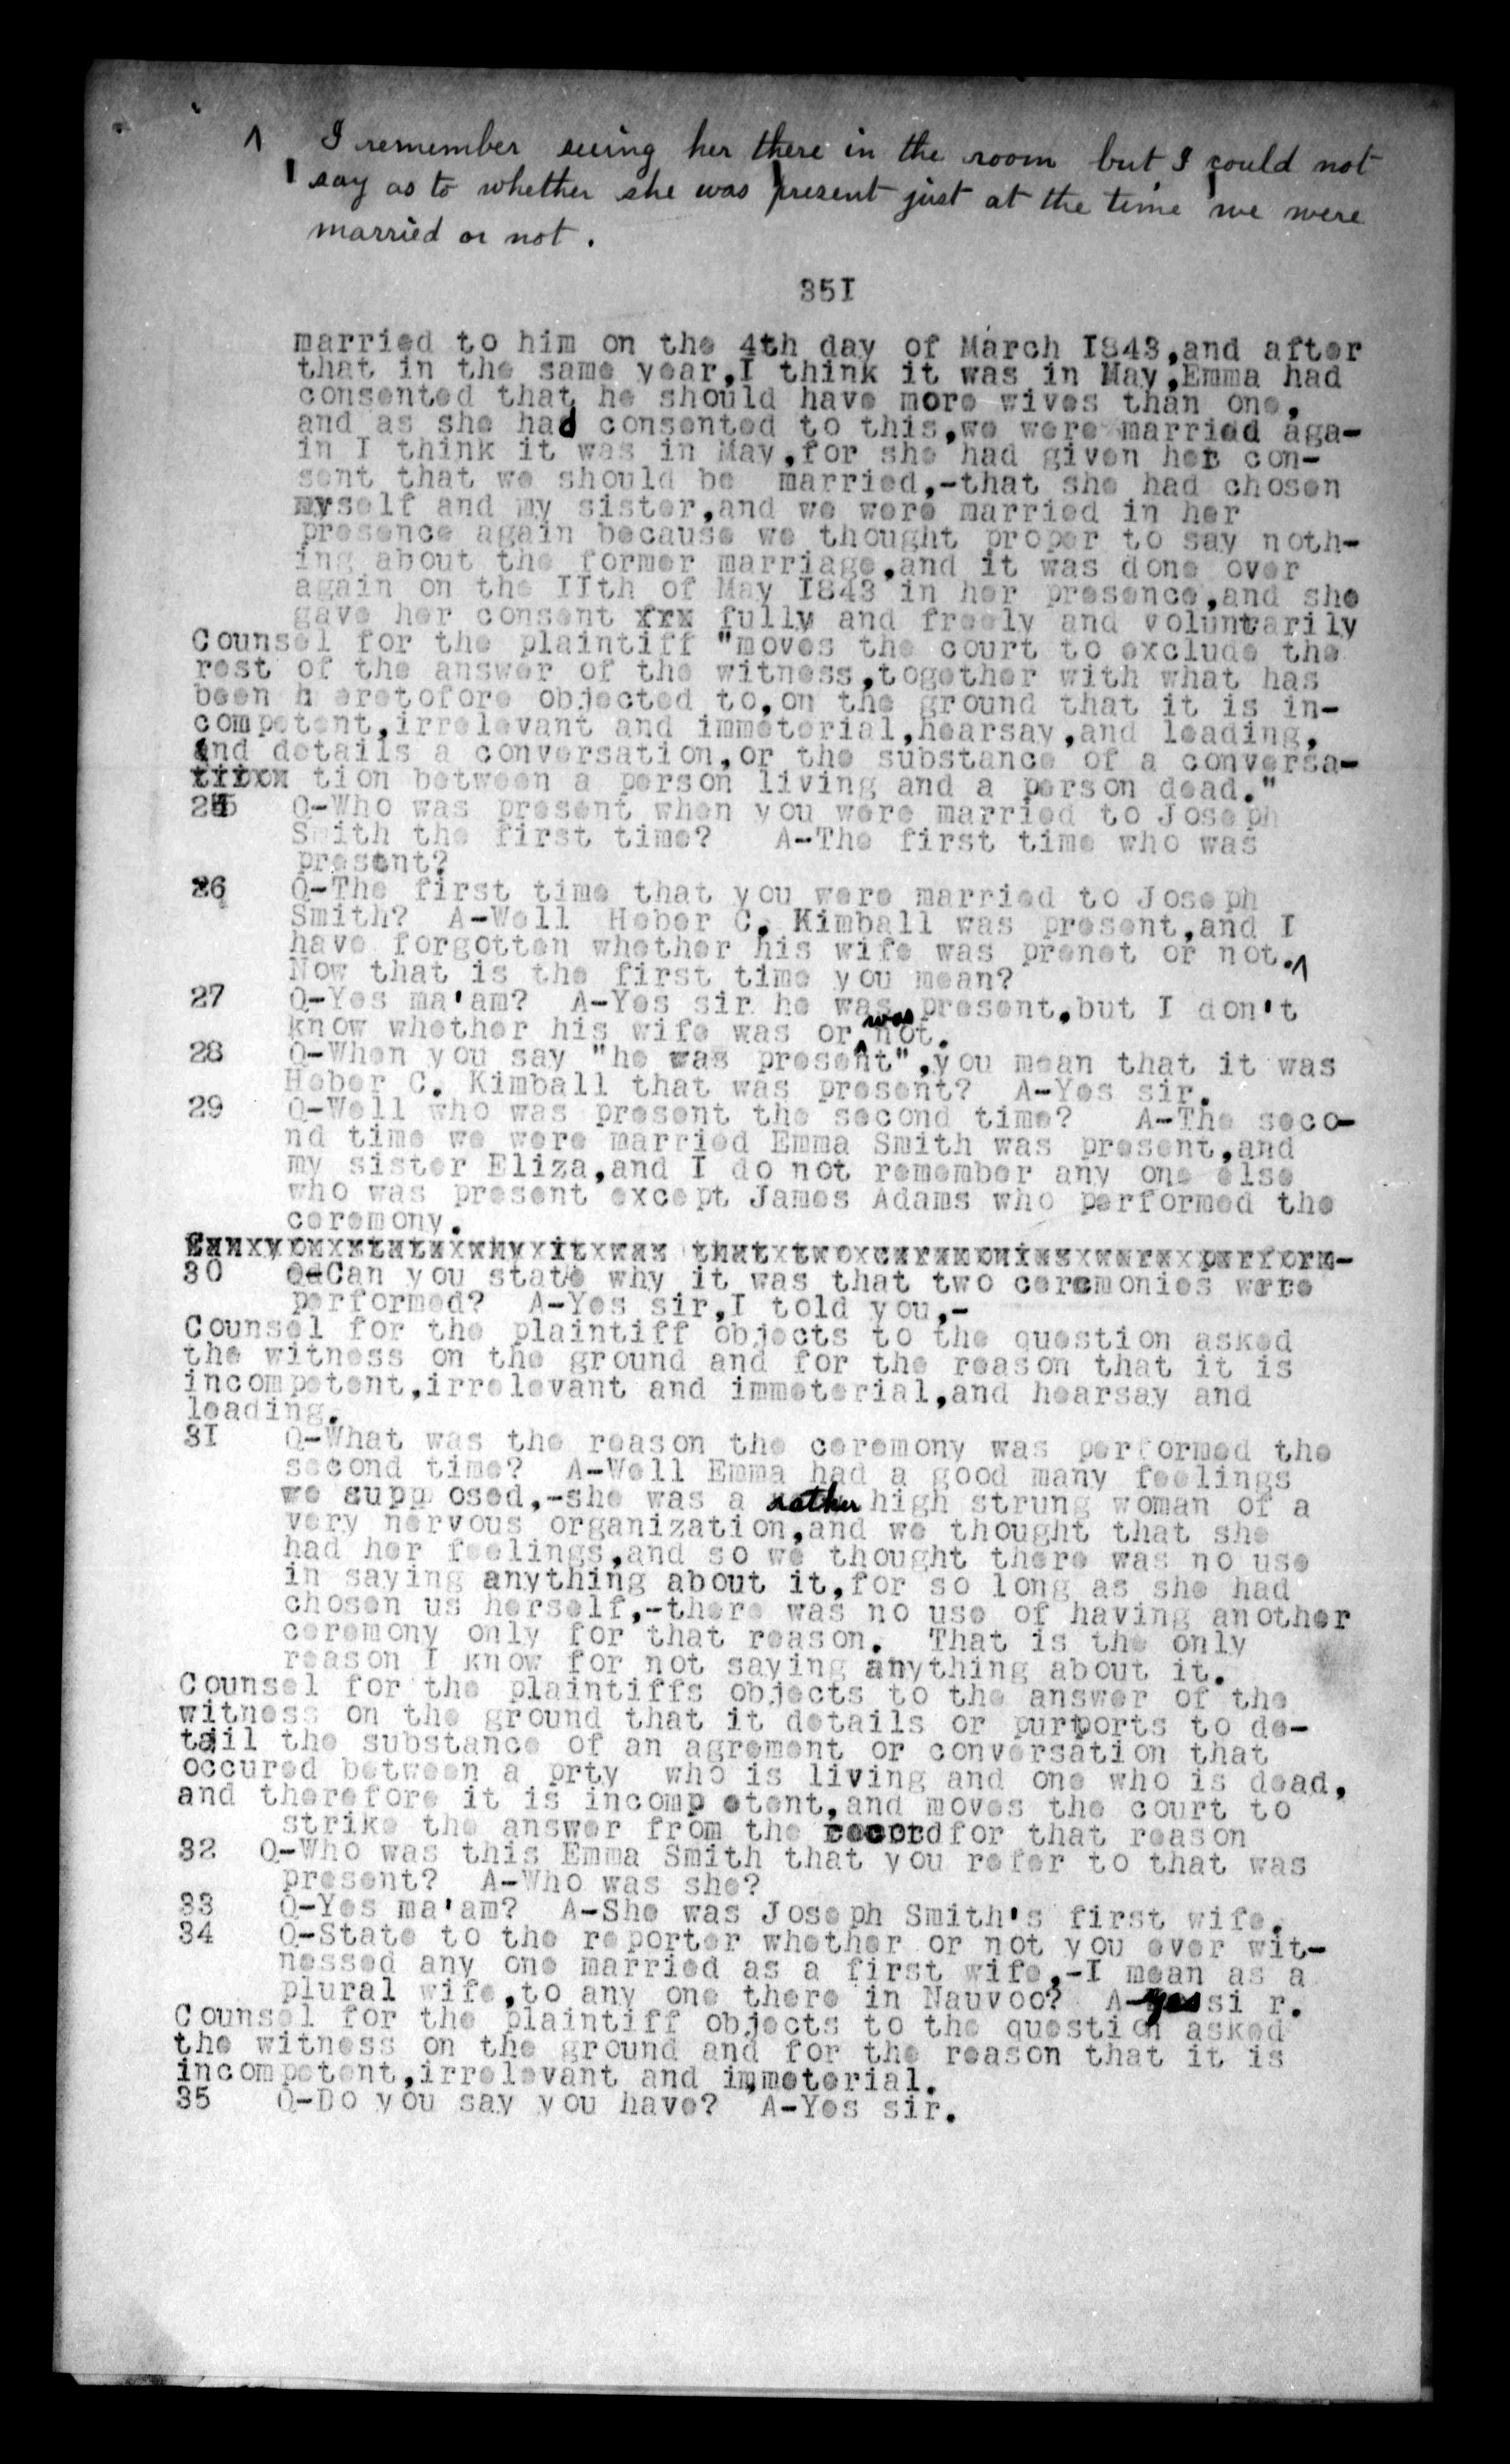 ^ I remember seeing her there in the room but I could not
say as to whether she was present just at the time we were
married or not.
35I
married to him on the 4th day of March I843,and after
that in the same year,I think it was in May,Emma had
consented that he should have more wives than one,
and as she had consented to this,we were married aga-
in I think it was in May,for she had given her con-
sent that we should be married,-that she had chosen
myself and my sister,and we were married in her
presence again because we thought proper to say noth-
ing about the former marriage,and it was done over
again on the IIth of May I843 in her presence,and she
gave her consent xrx fully and freely and voluntarily
Counsel for the plaintiff "moves the court to exclude the
rest of the answer of the witness,together with what has
been h eretofore objected to,on the ground that it is in-
competent,irrelevant and immeterial,hearsay,and leading,
and details a conversation,or the substance of a conversa-
tiixx tion between a person living and a person dead."
25 Q-Who was present when you were married to Joseph
Smith the first time? A-The first time who was
present?
26 Q-The first time that you were married to Joseph
Smith? A-Well Heber C. Kimball was present,and I
have forgotten whether his wife was prenet or not.^
Now that is the first time you mean?
27 Q-Yes ma'am? A-Yes sir he was present,but I don't
know whether his wife was or ^was not.
28 Q-When you say "he was present",you mean that it was
Heber C. Kimball that was present? A-Yes sir.
29 Q-Well who was present the second time? A-The seco-
nd time we were married Emma Smith was present,and
my sister Eliza,and I do not remember any one else
who was present except James Adams who performed the
ceremony.
Canxyouxstatexwhyxitxwas thatxtwoxceremoniesxwerexperform-
30 Q-Can you state why it was that two ceremonies were
performed? A-Yes sir,I told you,-
Counsel for the plaintiff objects to the question asked
the witness on the ground and for the reason that it is
incompetent,irrelevant and immeterial,and hearsay and
leading.
3I Q-What was the reason the ceremony was performed the
second time? A-Well Emma had a good many feelings
we supp osed,-she was a rather high strung woman of a
very nervous organization,and we thought that she
had her feelings,and so we thought there was no use
in saying anything about it,for so long as she had
chosen us herself,-there was no use of having another
ceremony only for that reason. That is the only
reason I know for not saying anything about it.
Counsel for the plaintiffs objects to the answer of the
witness on the ground that it details or purports to de-
tail the substance of an agrement or conversation that
occured between a prty who is living and one who is dead,
and therefore it is incomp etent,and moves the court to
strike the answer from the record for that reason
32 Q-Who was this Emma Smith that you refer to that was
present? A-Who was she?
33 Q-Yes ma'am? A-She was Joseph Smith's first wife.
34 Q-State to the reporter whether or not you ever wit-
nessed any one married as a first wife,-I mean as a
plural wife,to any one there in Nauvoo? A-yes si r.
Counsel for the plaintiff objects to the question asked
the witness on the ground and for the reason that it is
incompetent,irrelevant and immeterial.
35 Q-Do you say you have? A-Yes sir.